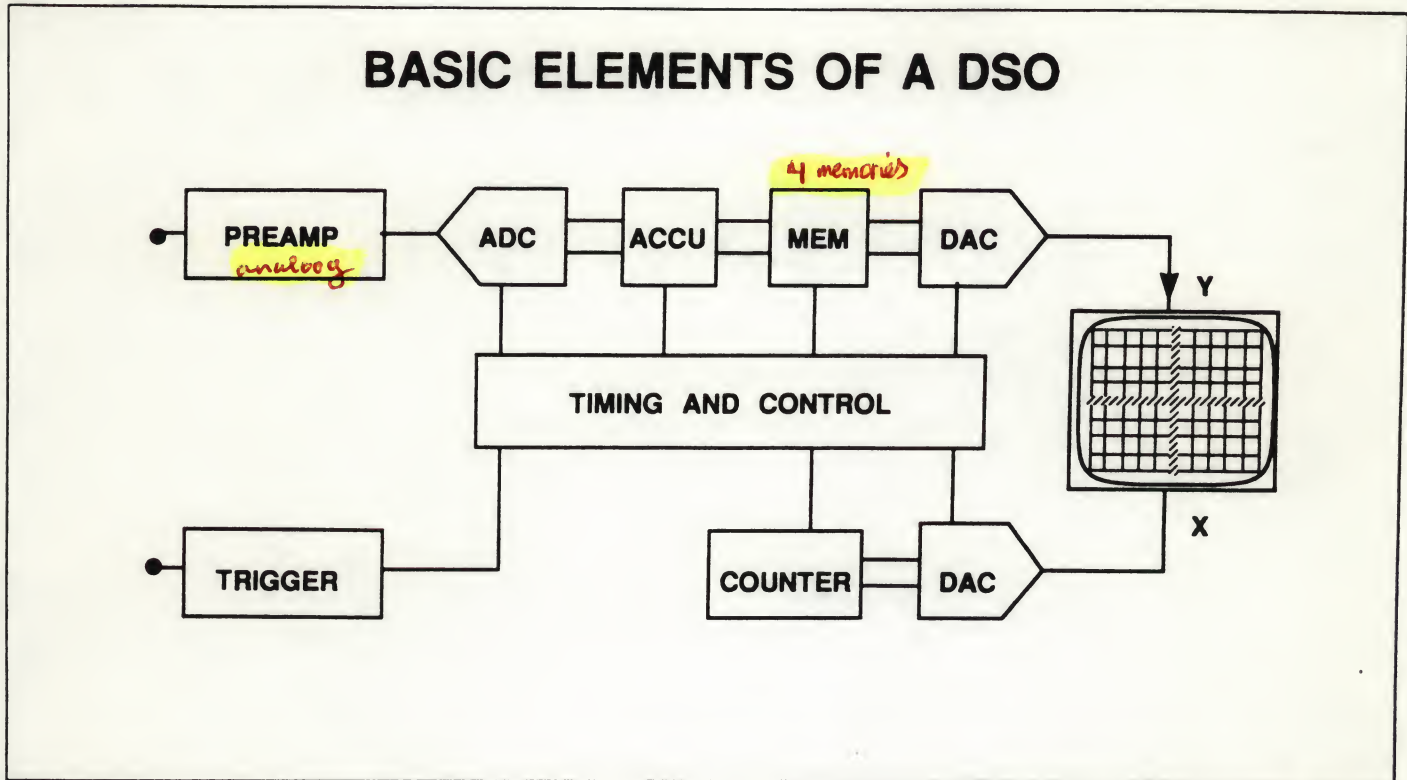 BASIC ELEMENTS OF A DSO
4 memories
PREAMP
analoog
ADC
ACCU
MEM
DAC
Y
TIMING AND CONTROL
X
TRIGGER
COUNTER
DAC